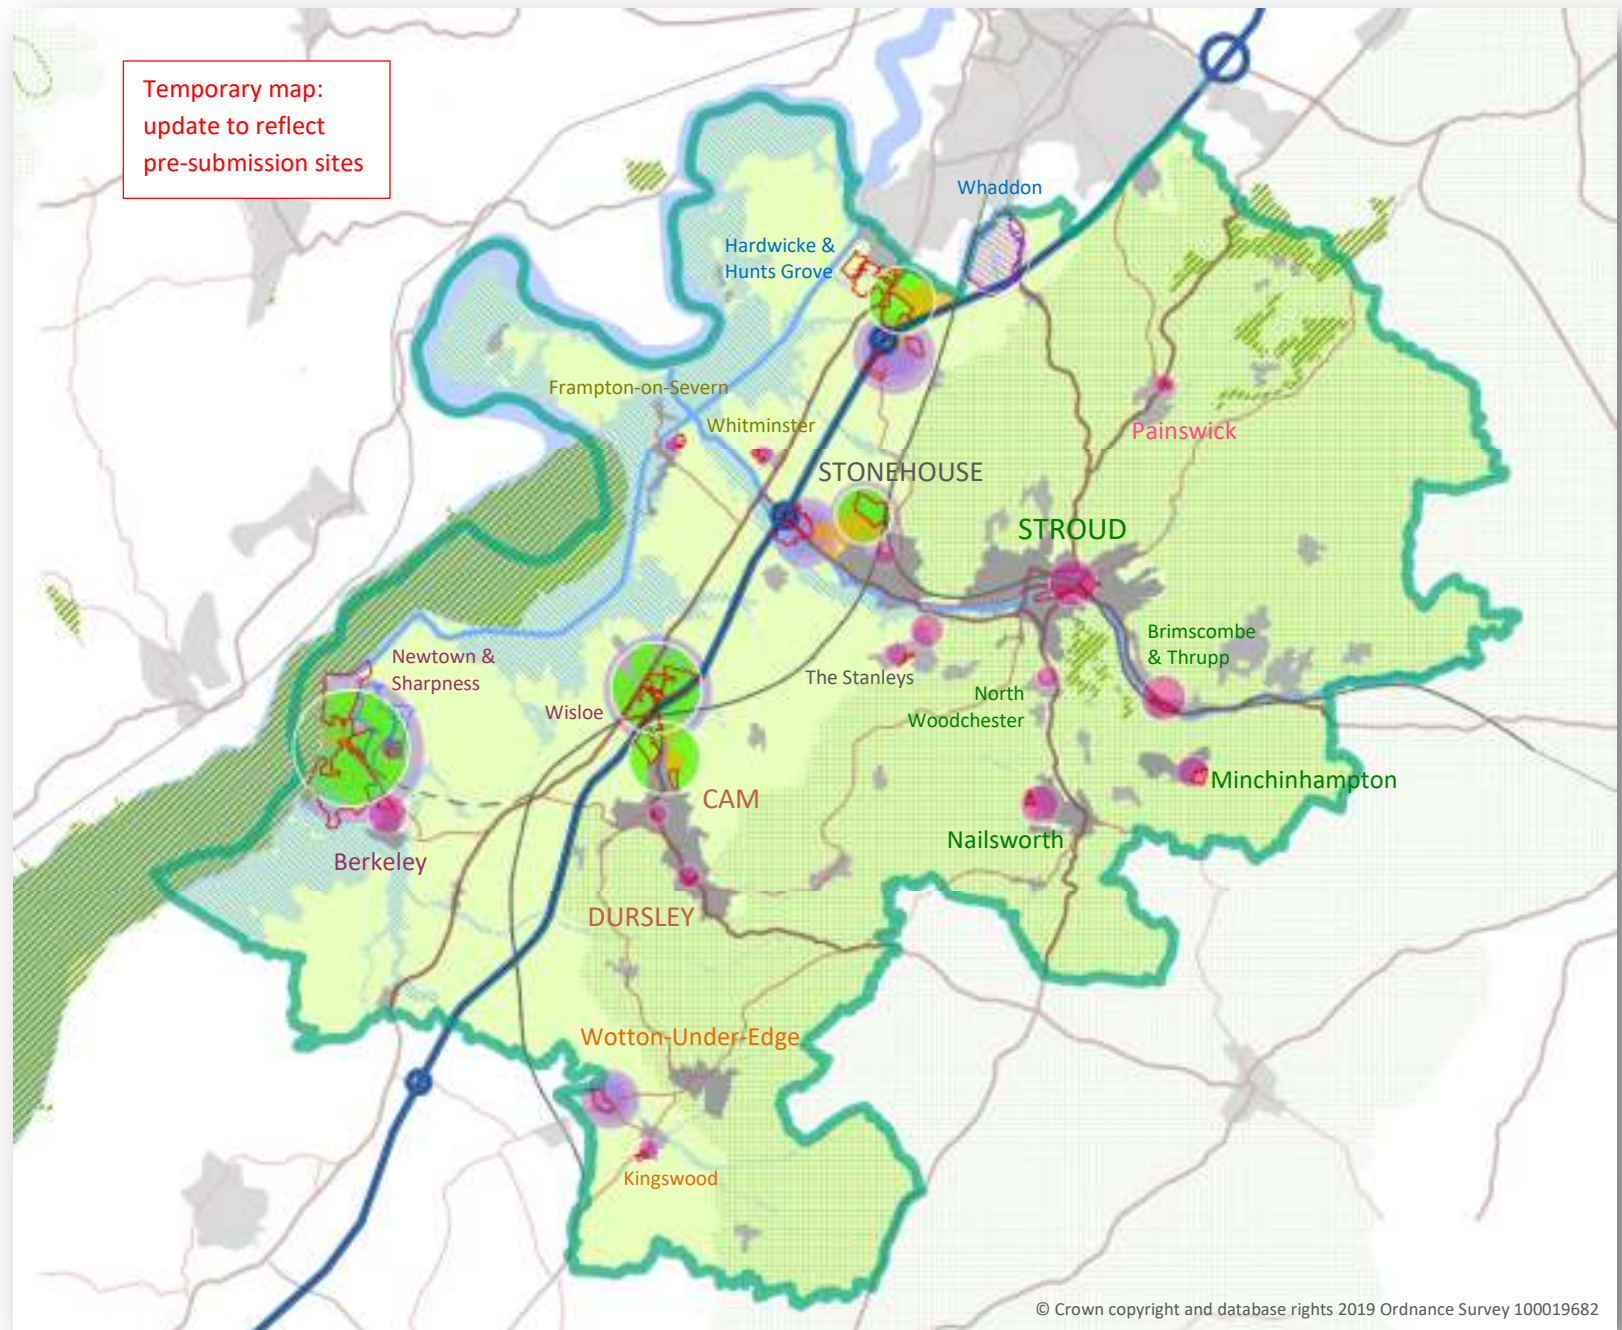 Temporary map:
update to reflect
pre-submission sites
Whaddon
Hardwicke &
Hunts Grove
Frampton-on-Severn
Whitminster
Painswick
STONEHOUSE
STROUD
Brimscombe
& Thrupp
Newtown &
Sharpness
The Stanleys
North
Woodchester
Wisloe
Minchinhampton
CAM
Nailsworth
Berkeley
DURSLEY
Wotton-Under-Edge
Kingswood
© Crown copyright and database rights 2019 Ordnance Survey 100019682